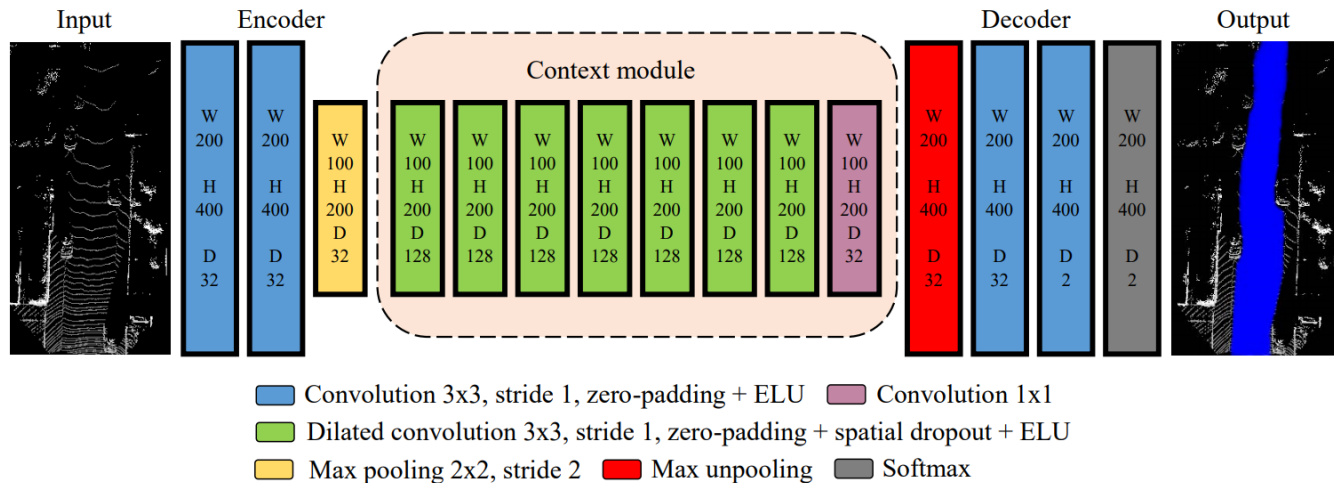 Input
Encoder
Decoder
Output
Context module
W
200
H
400
D
32
W
200
H
400
D
32
W
100
H
200
D
32
W
100
H
200
D
128
W
100
H
200
D
128
W
100
H
200
D
128
W
100
H
200
D
128
W
100
H
200
D
128
W
100
H
200
D
128
W
100
H
200
D
128
W
100
H
200
D
32
W
200
H
400
D
32
W
200
H
400
D
32
W
200
H
400
D
2
W
200
H
400
D
2
Convolution 3x3, stride 1, zero-padding + ELU
Convolution 1x1
Dilated convolution 3x3, stride 1, zero-padding + spatial dropout + ELU
Max pooling 2x2, stride 2
Max unpooling
Softmax